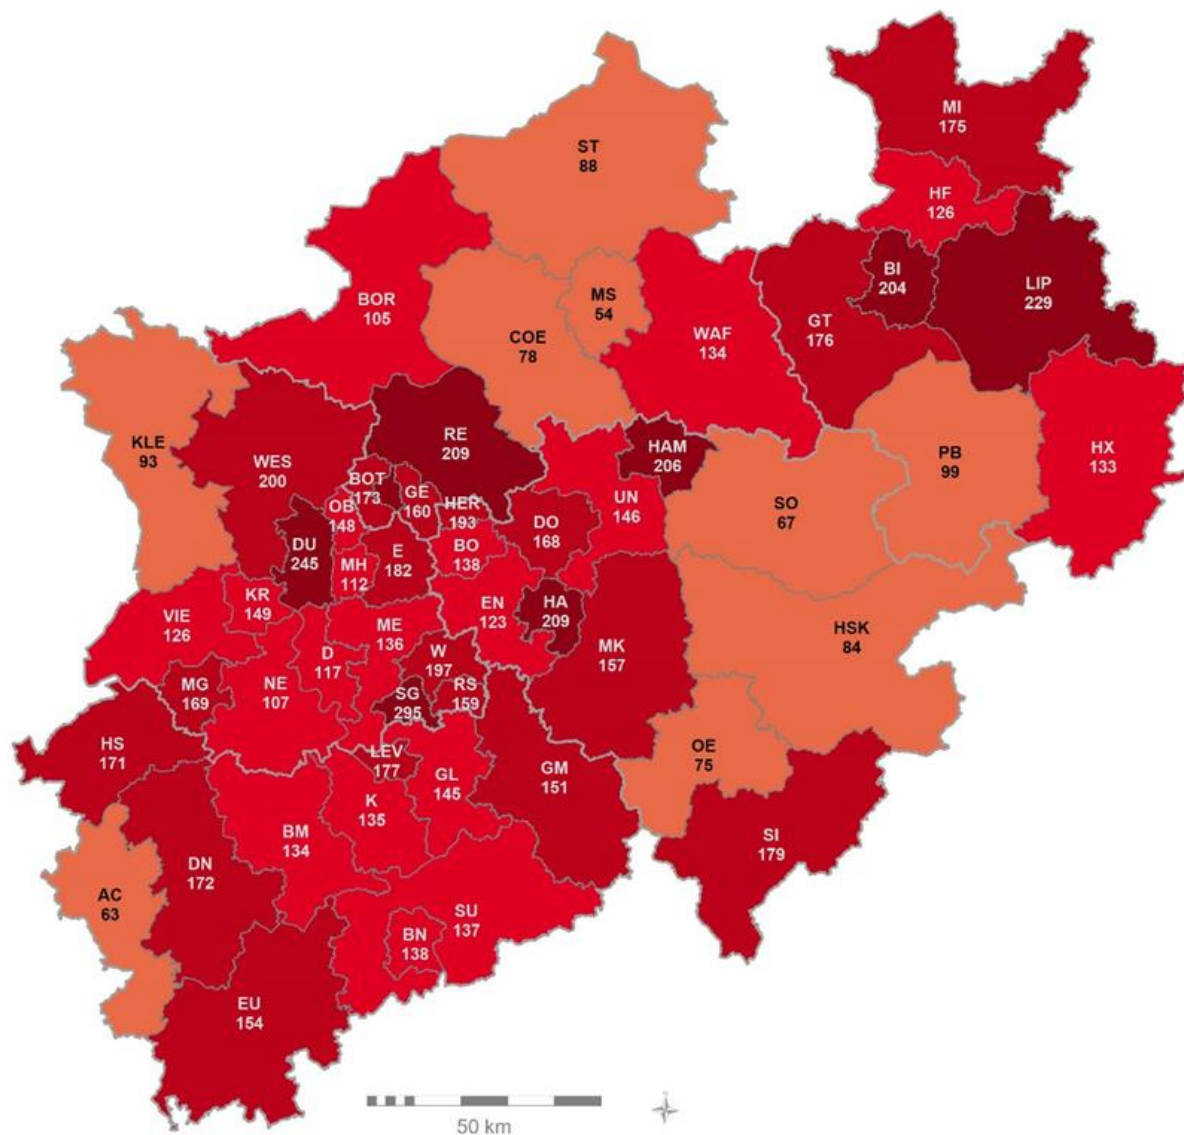 MI
175
ST
88
HF
126
BI
204
LIP
229
MS
54
BOR
105
GT
176
COE
78
WAF
134
KLE
93
RE
209
HAM
206
PB
99
HX
133
WES
200
BOT
173
GE
160
HER
193
OB
148
UN
146
SO
67
DO
168
DU
245
E
182
BO
138
MH
112
KR
149
VIE
126
EN
123
HA
209
ME
136
HSK
84
D
117
W
197
MK
157
MG
169
NE
107
SG
295
RS
159
HS
171
LEV
177
OE
75
GL
145
GM
151
K
135
BM
134
SI
179
DN
172
AC
63
SU
137
BN
138
EU
154
50 km